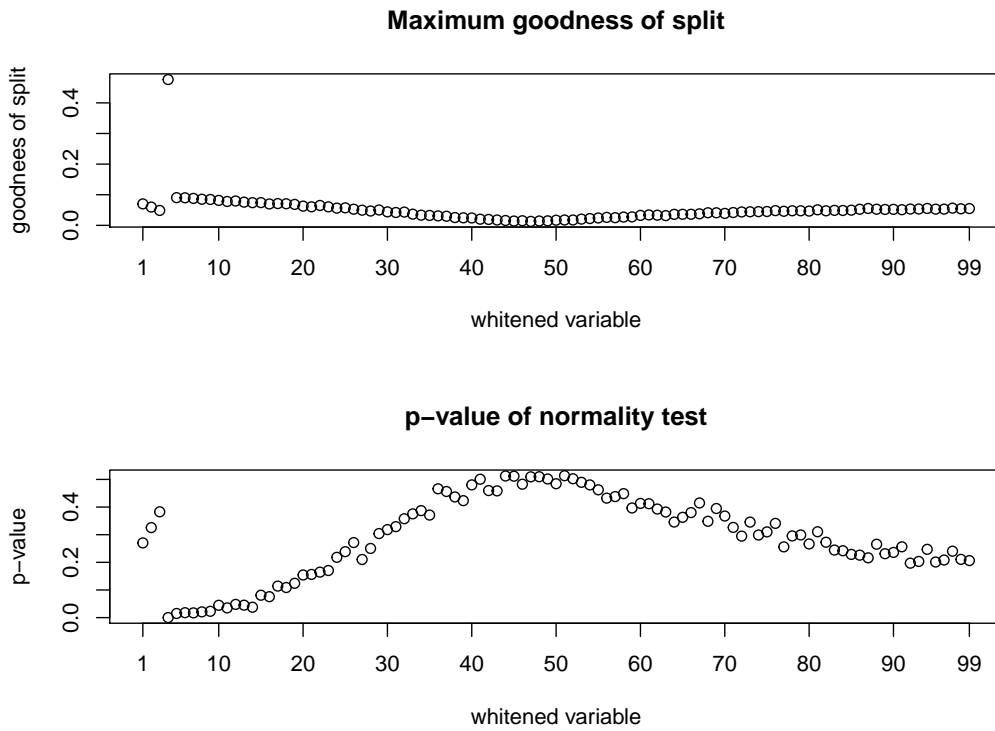 Maximum goodness of split
goodnees of split
0.0 0.2 0.4
1 10 20 30 40 50 60 70 80 90 99
whitened variable
p−value of normality test
p−value
0.0 0.2 0.4
1 10 20 30 40 50 60 70 80 90 99
whitened variable